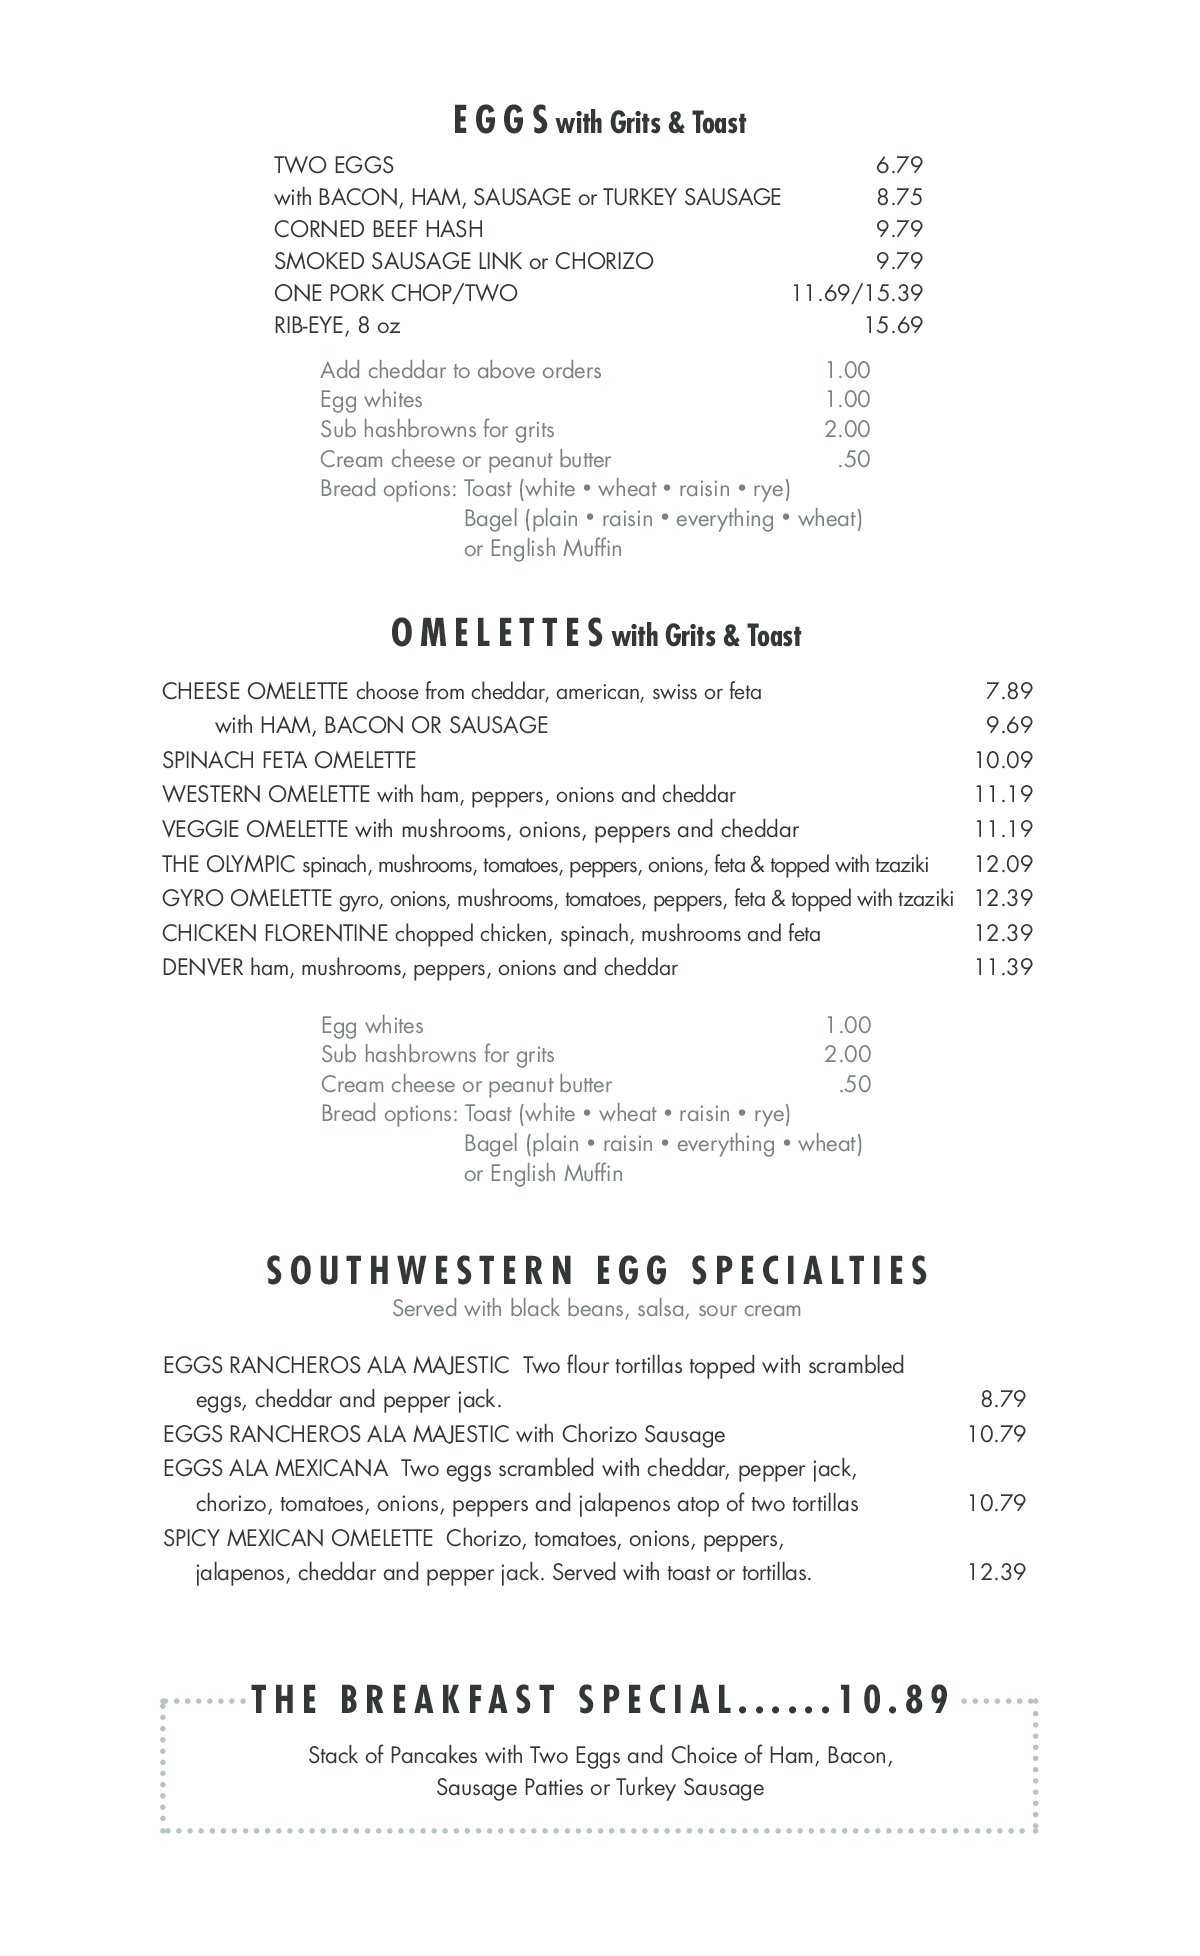 EGGS with Grits & Toast
TWO EGGS 6.79
with BACON, HAM, SAUSAGE or TURKEY SAUSAGE 8.75
CORNED BEEF HASH 9.79
SMOKED SAUSAGE LINK or CHORIZO 9.79
ONE PORK CHOP/TWO 11.69/15.39
RIB-EYE, 8 oz 15.69
Add cheddar to above orders 1.00
Egg whites 1.00
Sub hashbrowns for grits 2.00
Cream cheese or peanut butter .50
Bread options: Toast (white • wheat • raisin • rye)
Bagel (plain • raisin • everything • wheat)
or English Muffin
OMELETTES with Grits & Toast
CHEESE OMELETTE choose from cheddar, american, swiss or feta 7.89
with HAM, BACON OR SAUSAGE 9.69
SPINACH FETA OMELETTE 10.09
WESTERN OMELETTE with ham, peppers, onions and cheddar 11.19
VEGGIE OMELETTE with mushrooms, onions, peppers and cheddar 11.19
THE OLYMPIC spinach, mushrooms, tomatoes, peppers, onions, feta & topped with tzaziki 12.09
GYRO OMELETTE gyro, onions, mushrooms, tomatoes, peppers, feta & topped with tzaziki 12.39
CHICKEN FLORENTINE chopped chicken, spinach, mushrooms and feta 12.39
DENVER ham, mushrooms, peppers, onions and cheddar 11.39
Egg whites 1.00
Sub hashbrowns for grits 2.00
Cream cheese or peanut butter .50
Bread options: Toast (white • wheat • raisin • rye)
Bagel (plain • raisin • everything • wheat)
or English Muffin
SOUTHWESTERN EGG SPECIALTIES
Served with black beans, salsa, sour cream
EGGS RANCHEROS ALA MAJESTIC Two flour tortillas topped with scrambled
eggs, cheddar and pepper jack. 8.79
EGGS RANCHEROS ALA MAJESTIC with Chorizo Sausage 10.79
EGGS ALA MEXICANA Two eggs scrambled with cheddar, pepper jack,
chorizo, tomatoes, onions, peppers and jalapenos atop of two tortillas 10.79
SPICY MEXICAN OMELETTE Chorizo, tomatoes, onions, peppers,
jalapenos, cheddar and pepper jack. Served with toast or tortillas. 12.39
THE BREAKFAST SPECIAL......10.89
Stack of Pancakes with Two Eggs and Choice of Ham, Bacon,
Sausage Patties or Turkey Sausage